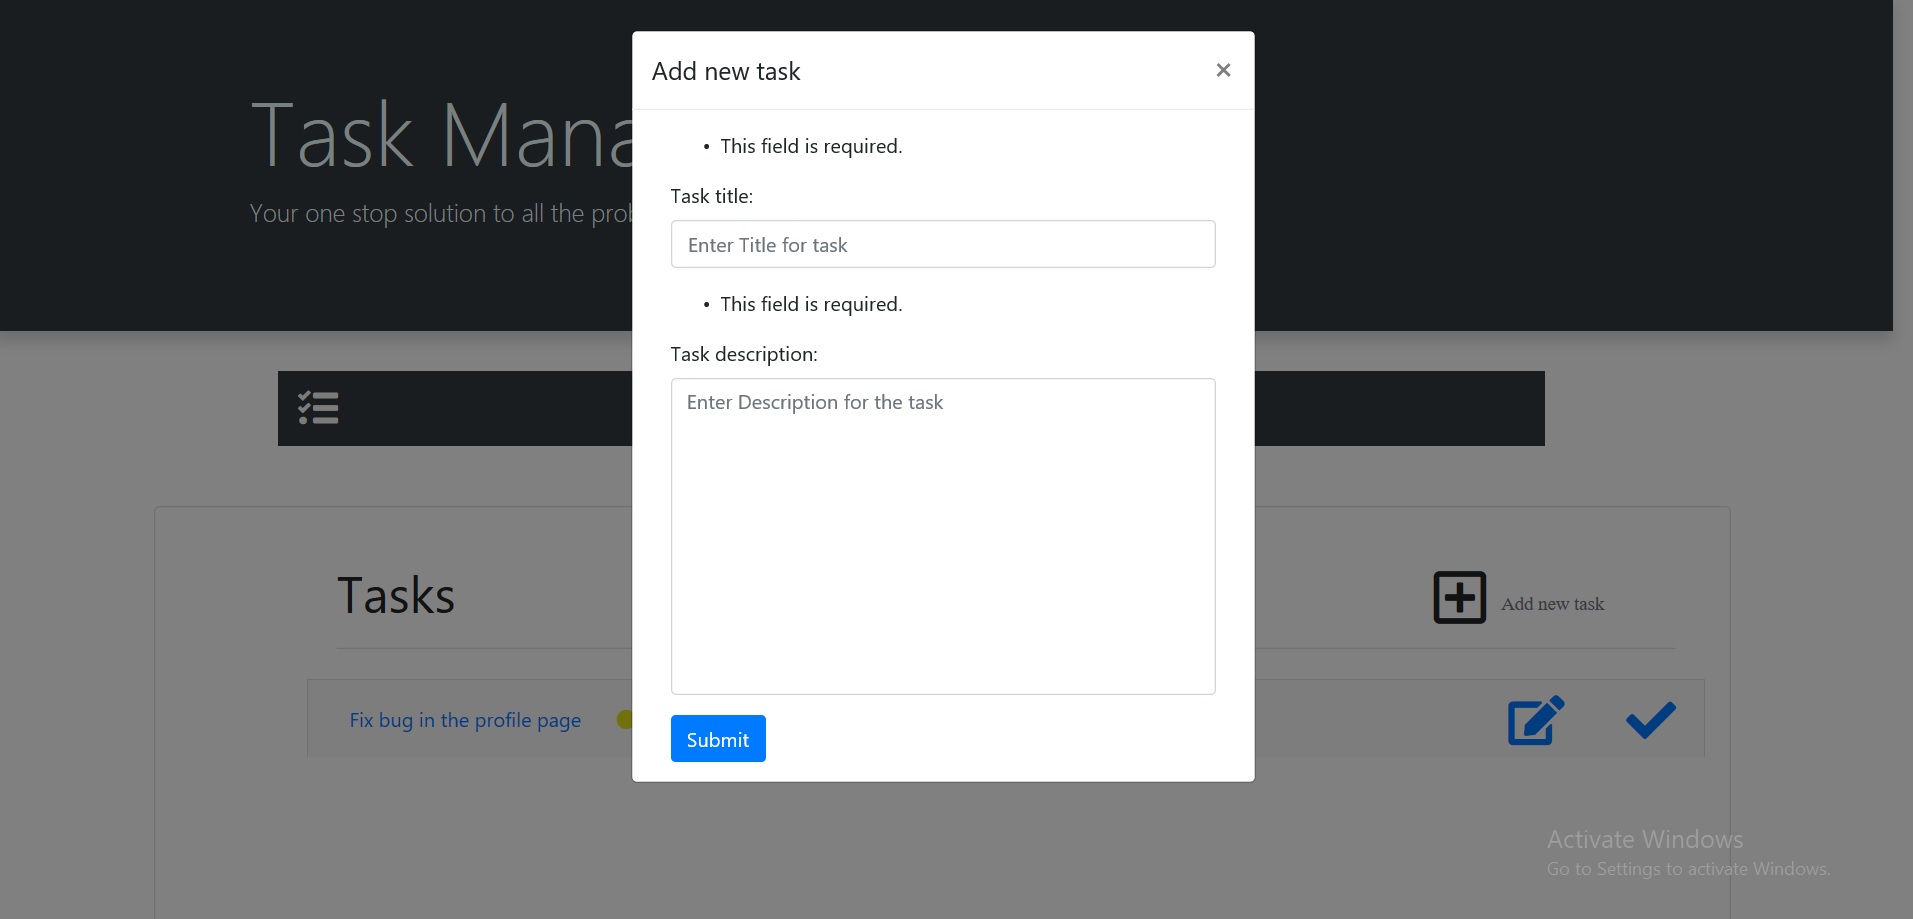 Add new task
×
Task Mana
• This field is required.
Task title:
Your one stop solution to all the prob
Enter Title for task
• This field is required.
Task description:
Enter Description for the task
Tasks
Add new task
Fix bug in the profile page
Submit
Activate Windows
Go to Settings to activate Windows.